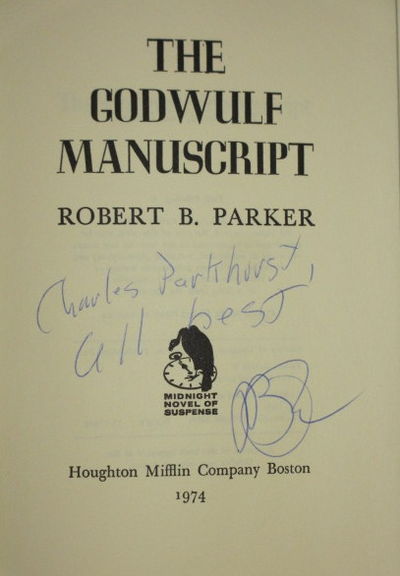 THE
GODWULF
MANUSCRIPT
ROBERT B. PARKER
Charles Parkhurst,
All best
MIDNIGHT
NOVEL OF
SUSPENSE
Houghton Mifflin Company Boston
1974